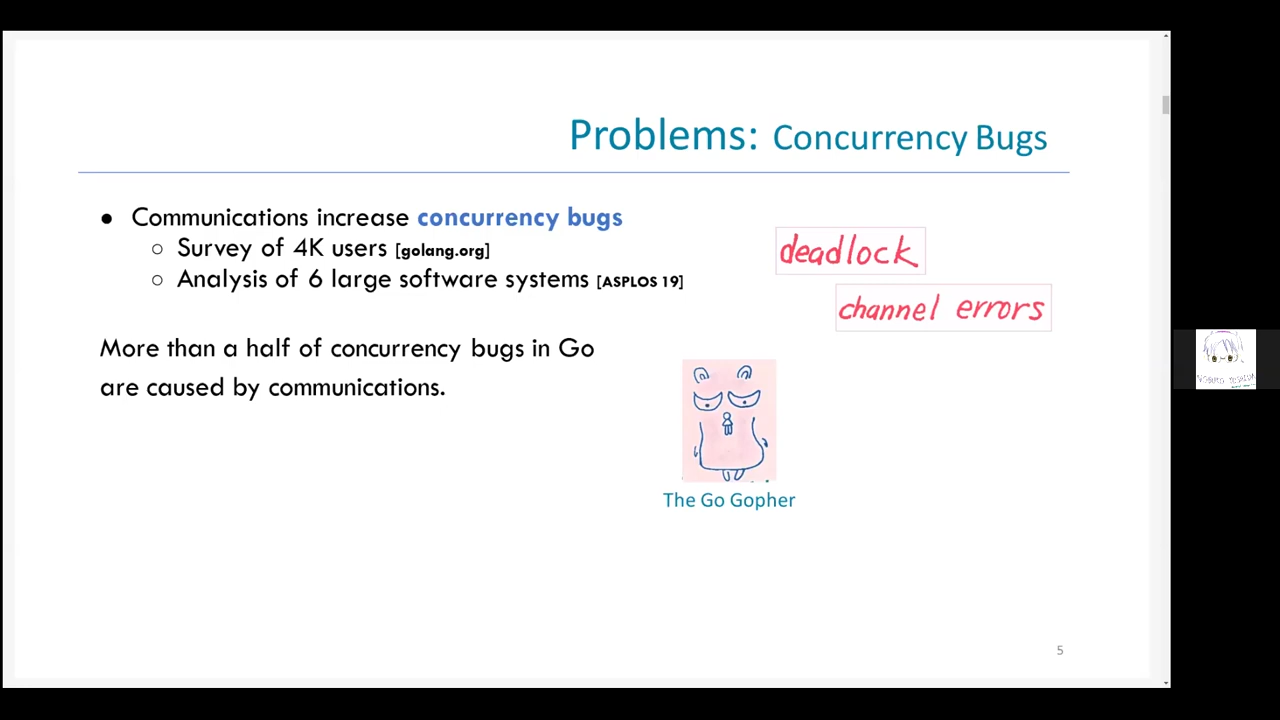 Problems: Concurrency Bugs
● Communications increase concurrency bugs
○ Survey of 4K users [golang.org]
○ Analysis of 6 large software systems [ASPLOS 19]
deadlock
channel errors
More than a half of concurrency bugs in Go
are caused by communications.
The Go Gopher
5